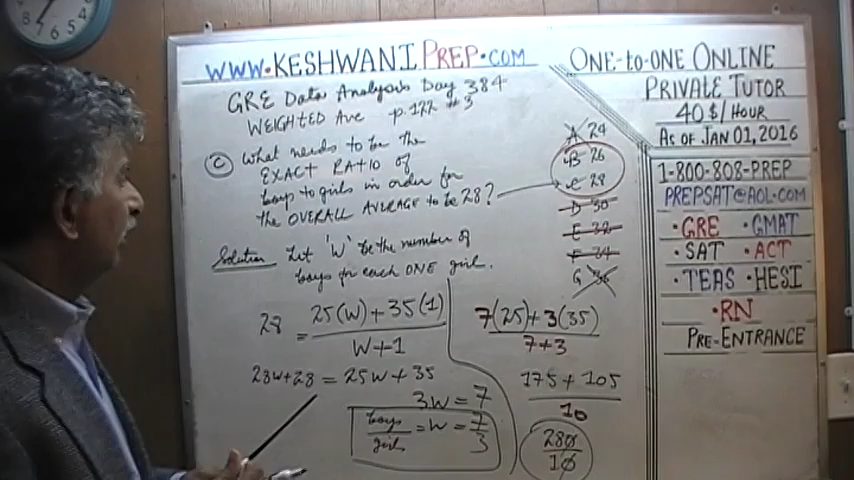 WWW.KESHWANIPREP.COM
GRE Data Analysis Day 384
WEIGHTED Ave p.122 #3
C What needs to be the
EXACT RATIO of
boys to girls in order for
the OVERALL AVERAGE to be 28?
A 24
B 26
C 28
D 30
E 32
F 34
G 36
Solution Let 'W' be the number of
boys for each ONE girl.
28 = 25(W)+35(1)
W+1
28W+28 = 25W+35
3W = 7
boys
girls = W = 7
3
7(25)+3(35)
7+3
175+105
10
280
10
ONE-to-ONE ONLINE
PRIVATE TUTOR
40 $/HOUR
AS OF JAN 01, 2016
1-800-808-PREP
PREPSAT@AOL.COM
•GRE •GMAT
•SAT •ACT
•TEAS •HESI
•RN
PRE-ENTRANCE